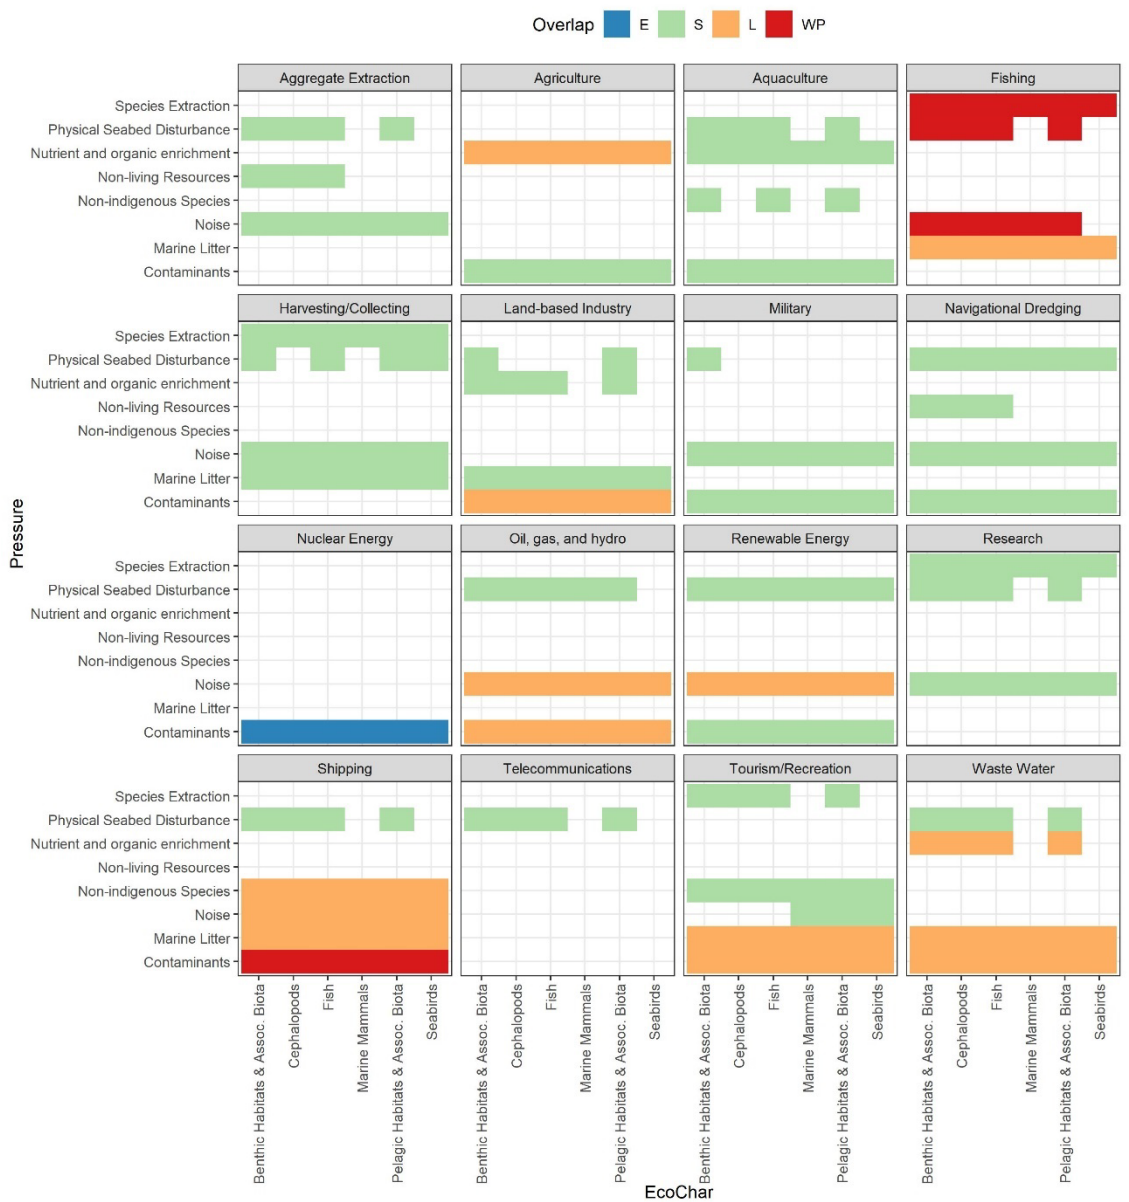 Overlap E S L WP
Aggregate Extraction Agriculture Aquaculture Fishing
Species Extraction
Physical Seabed Disturbance
Nutrient and organic enrichment
Non-living Resources
Non-indigenous Species
Noise
Marine Litter
Contaminants
Harvesting/Collecting Land-based Industry Military Navigational Dredging
Species Extraction
Physical Seabed Disturbance
Nutrient and organic enrichment
Non-living Resources
Non-indigenous Species
Noise
Marine Litter
Contaminants
Pressure
Nuclear Energy Oil, gas, and hydro Renewable Energy Research
Species Extraction
Physical Seabed Disturbance
Nutrient and organic enrichment
Non-living Resources
Non-indigenous Species
Noise
Marine Litter
Contaminants
Shipping Telecommunications Tourism/Recreation Waste Water
Species Extraction
Physical Seabed Disturbance
Nutrient and organic enrichment
Non-living Resources
Non-indigenous Species
Noise
Marine Litter
Contaminants
Benthic Habitats & Assoc. Biota
Cephalopods
Fish
Marine Mammals
Pelagic Habitats & Assoc. Biota
Seabirds
Benthic Habitats & Assoc. Biota
Cephalopods
Fish
Marine Mammals
Pelagic Habitats & Assoc. Biota
Seabirds
Benthic Habitats & Assoc. Biota
Cephalopods
Fish
Marine Mammals
Pelagic Habitats & Assoc. Biota
Seabirds
Benthic Habitats & Assoc. Biota
Cephalopods
Fish
Marine Mammals
Pelagic Habitats & Assoc. Biota
Seabirds
EcoChar